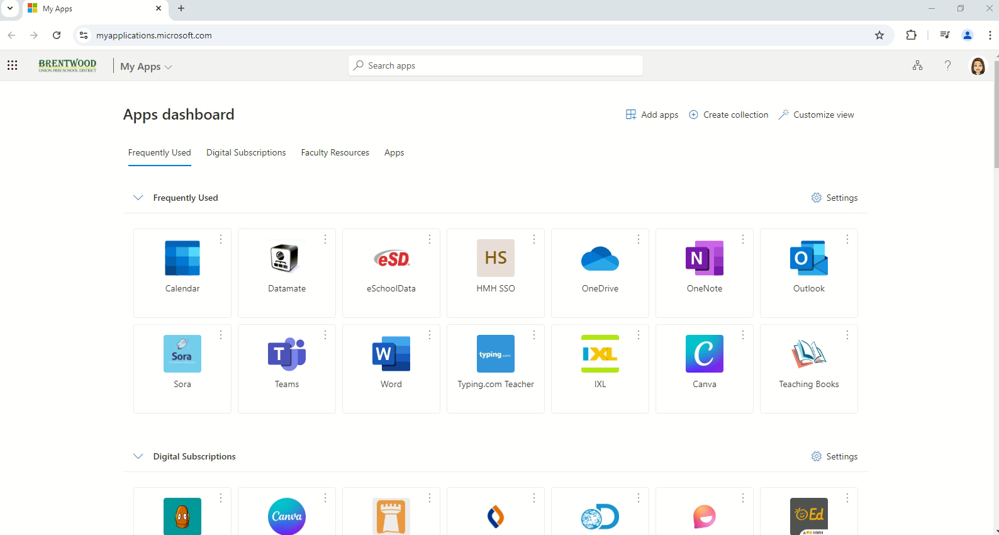 My Apps
myapplications.microsoft.com
BRENTWOOD
UNION FREE SCHOOL DISTRICT
My Apps
Search apps
Apps dashboard
Add apps
Create collection
Customize view
Frequently Used
Digital Subscriptions
Faculty Resources
Apps
Frequently Used
Settings
HS
eSD
N
O
Calendar
Datamate
eSchoolData
HMH SSO
OneDrive
OneNote
Outlook
Sora
T
W
typing.com
IXL
C
Sora
Teams
Word
Typing.com Teacher
IXL
Canva
Teaching Books
Digital Subscriptions
Settings
Canva
D
Ed
HMH